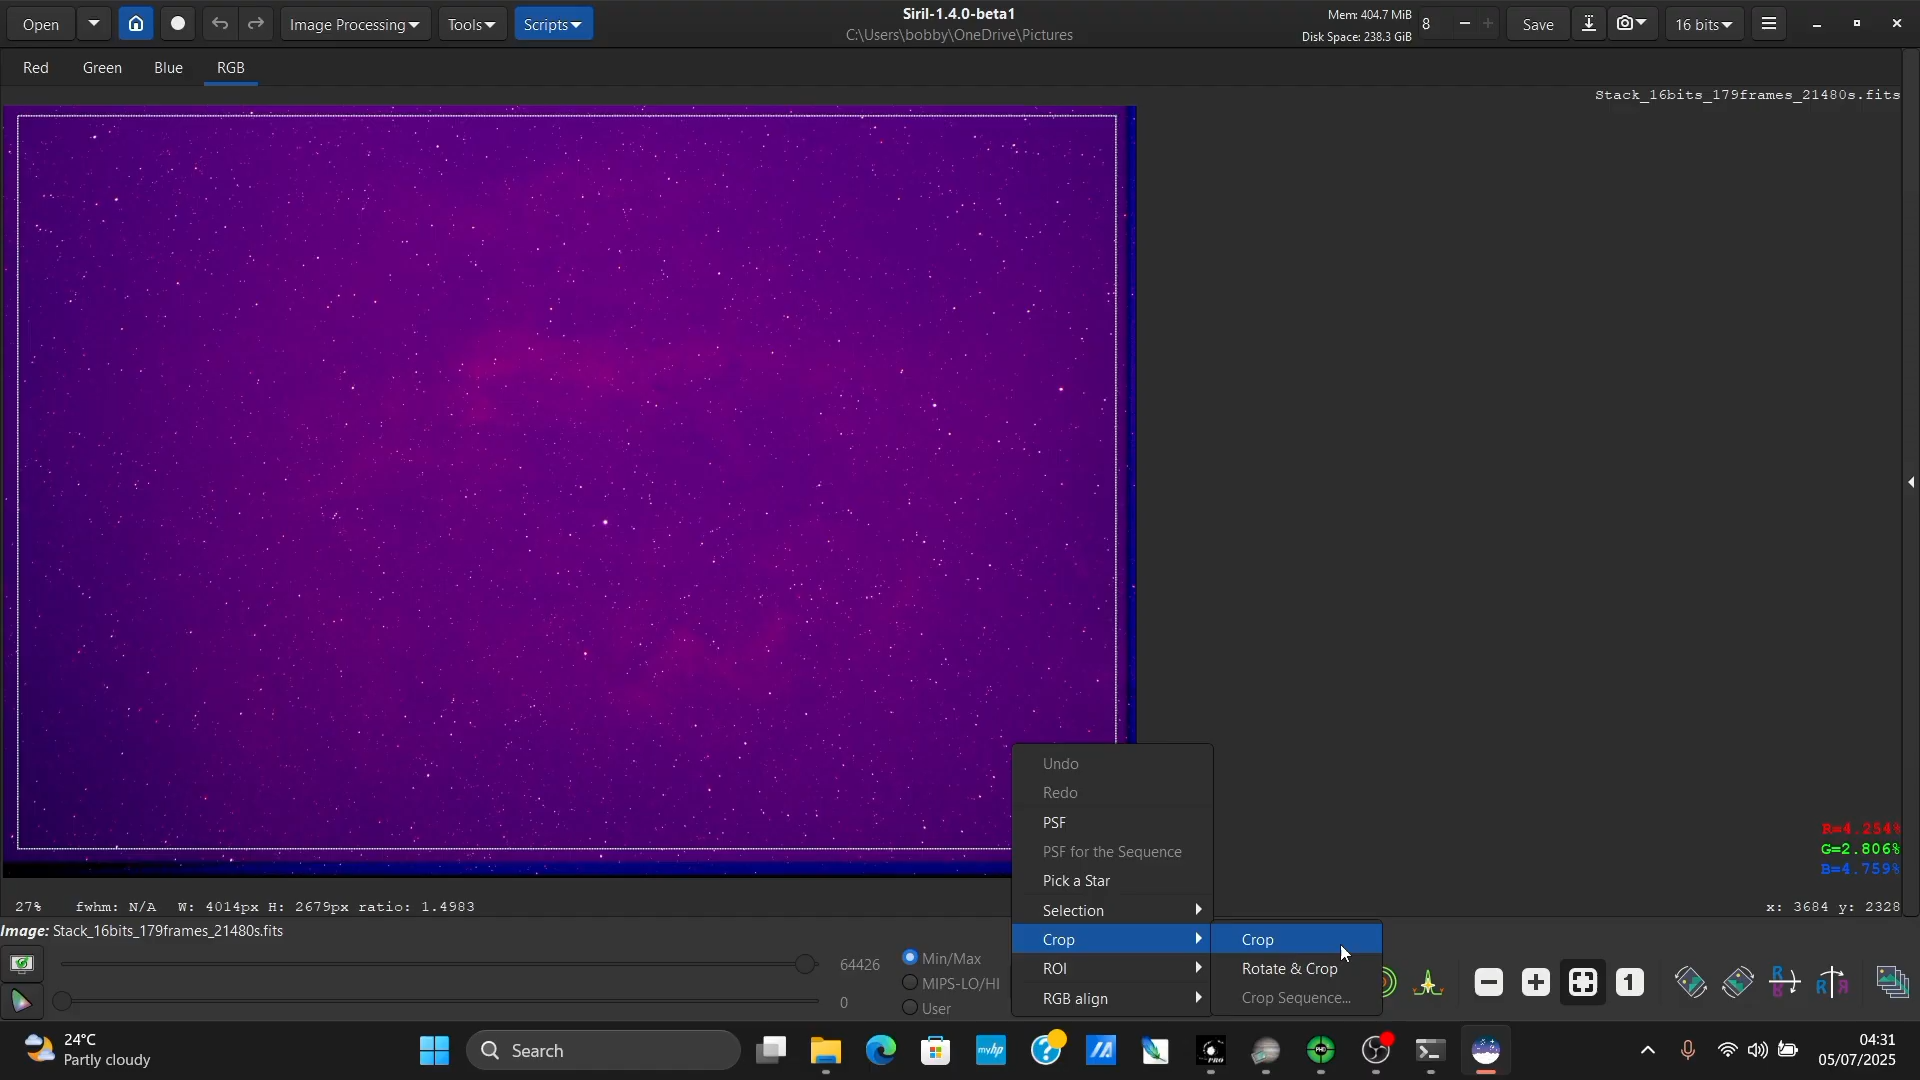 Open
Image Processing
Tools
Scripts
Siril-1.4.0-beta1
C:\Users\bobby\OneDrive\Pictures
Mem: 404.7 MiB
Disk Space: 238.3 GiB
8
Save
16 bits
Red
Green
Blue
RGB
Stack_16bits_179frames_21480s.fits
Undo
Redo
PSF
PSF for the Sequence
Pick a Star
Selection
Crop
ROI
RGB align
Crop
Rotate & Crop
Crop Sequence...
R=4.254%
G=2.806%
B=4.759%
27% fwhm: N/A W: 4014px H: 2679px ratio: 1.4983
x: 3684 y: 2328
Image: Stack_16bits_179frames_21480s.fits
64426
0
Min/Max
MIPS-LO/HI
User
1
R
R
R R
24°C
Partly cloudy
Search
myhp
?
PRO
PHD
04:31
05/07/2025